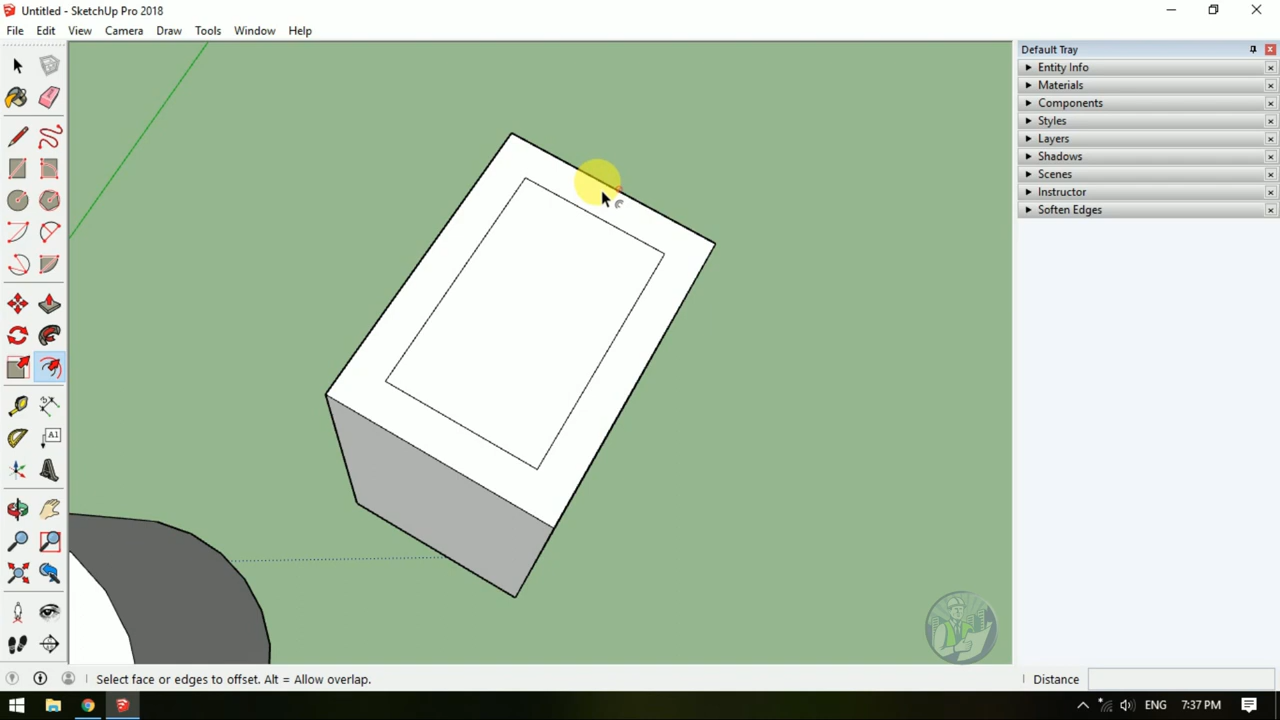 Untitled - SketchUp Pro 2018
File Edit View Camera Draw Tools Window Help
Default Tray
Entity Info
Materials
Components
Styles
Layers
Shadows
Scenes
Instructor
Soften Edges
A1
Select face or edges to offset. Alt = Allow overlap.
Distance
ENG 7:37 PM